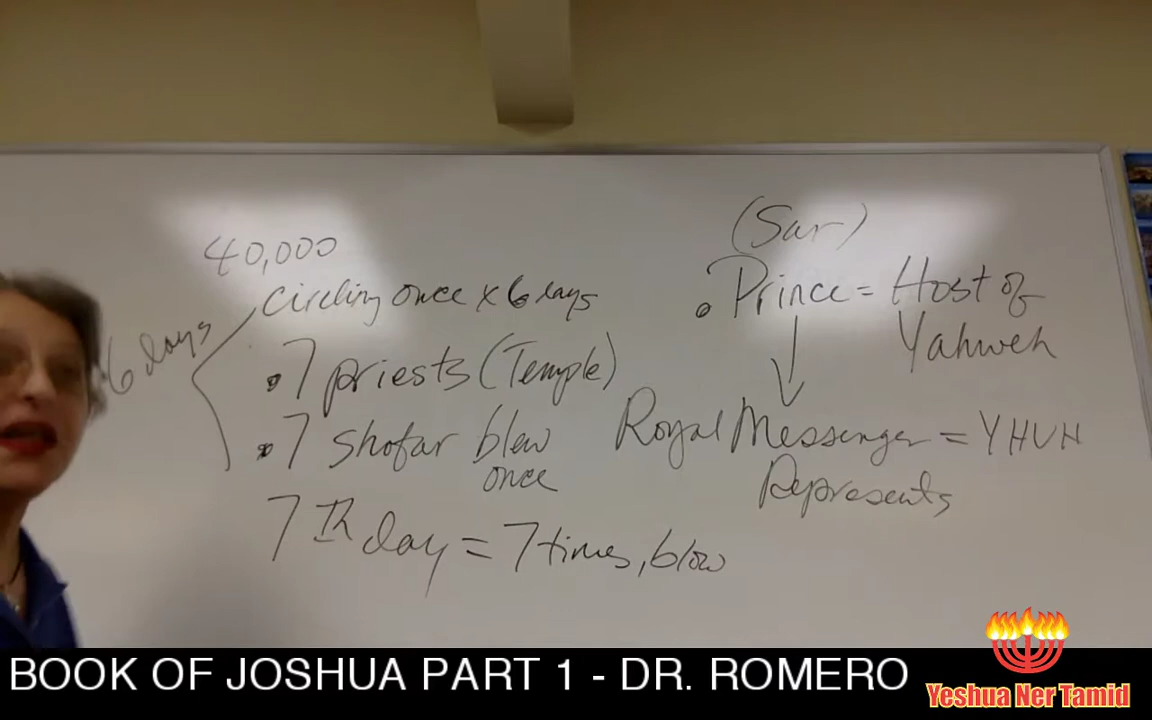 40,000
circling once x 6 days
6 days
• 7 priests (Temple)
• 7 shofar blew
once
7th day = 7 times, blow
(Sar)
• Prince = Host of
Yahweh
Royal Messenger = YHVH
Represents
BOOK OF JOSHUA PART 1 - DR. ROMERO
Yeshua Ner Tamid